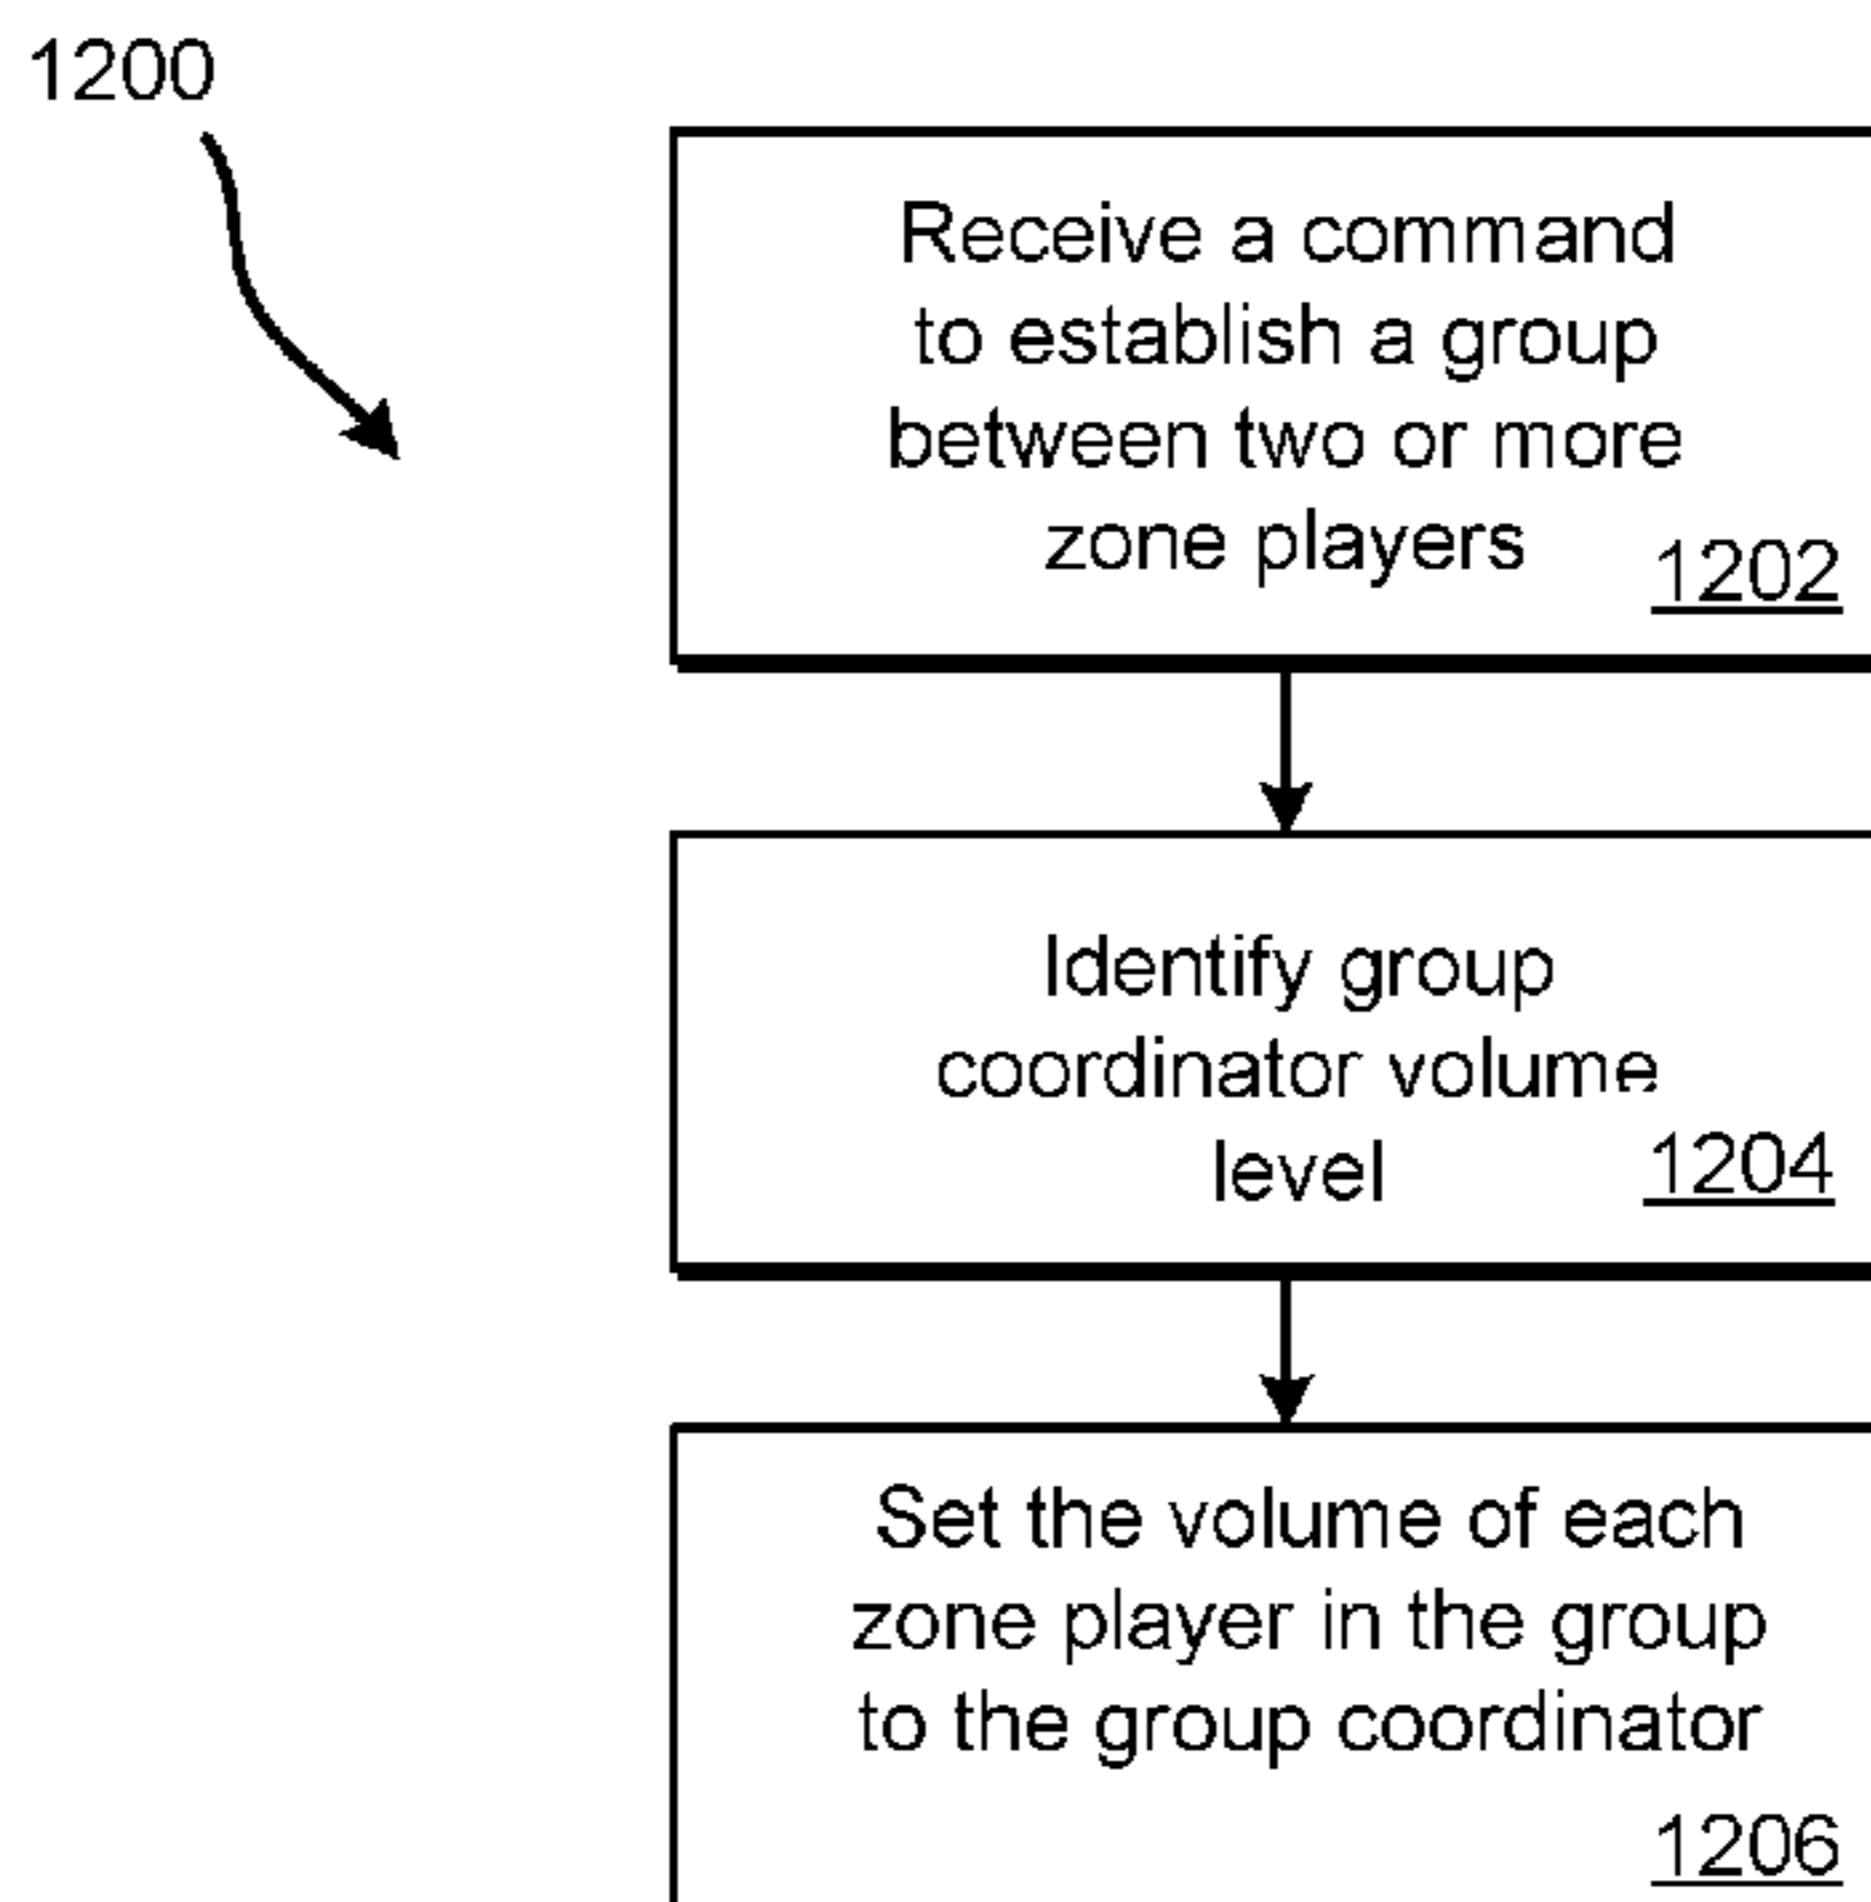 1200
Receive a command
to establish a group
between two or more
zone players
1202
Identify group
coordinator volume
level
1204
Set the volume of each
zone player in the group
to the group coordinator
1206